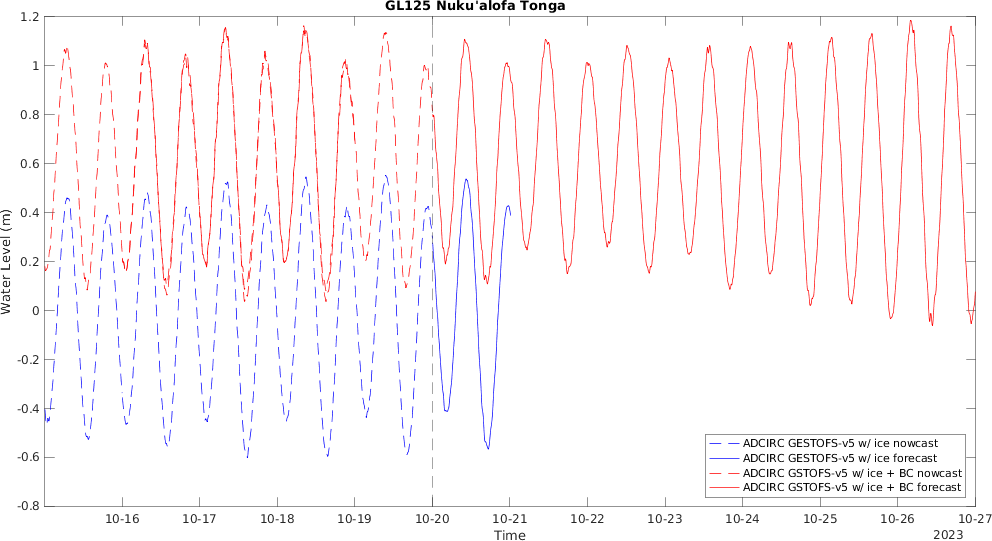 GL125 Nuku'alofa Tonga
1.2
1
0.8
0.6
0.4
0.2
0
-0.2
-0.4
-0.6
-0.8
Water Level (m)
ADCIRC GESTOFS-v5 w/ ice nowcast
ADCIRC GESTOFS-v5 w/ ice forecast
ADCIRC GSTOFS-v5 w/ ice + BC nowcast
ADCIRC GSTOFS-v5 w/ ice + BC forecast
10-16 10-17 10-18 10-19 10-20 10-21 10-22 10-23 10-24 10-25 10-26 10-27
Time
2023